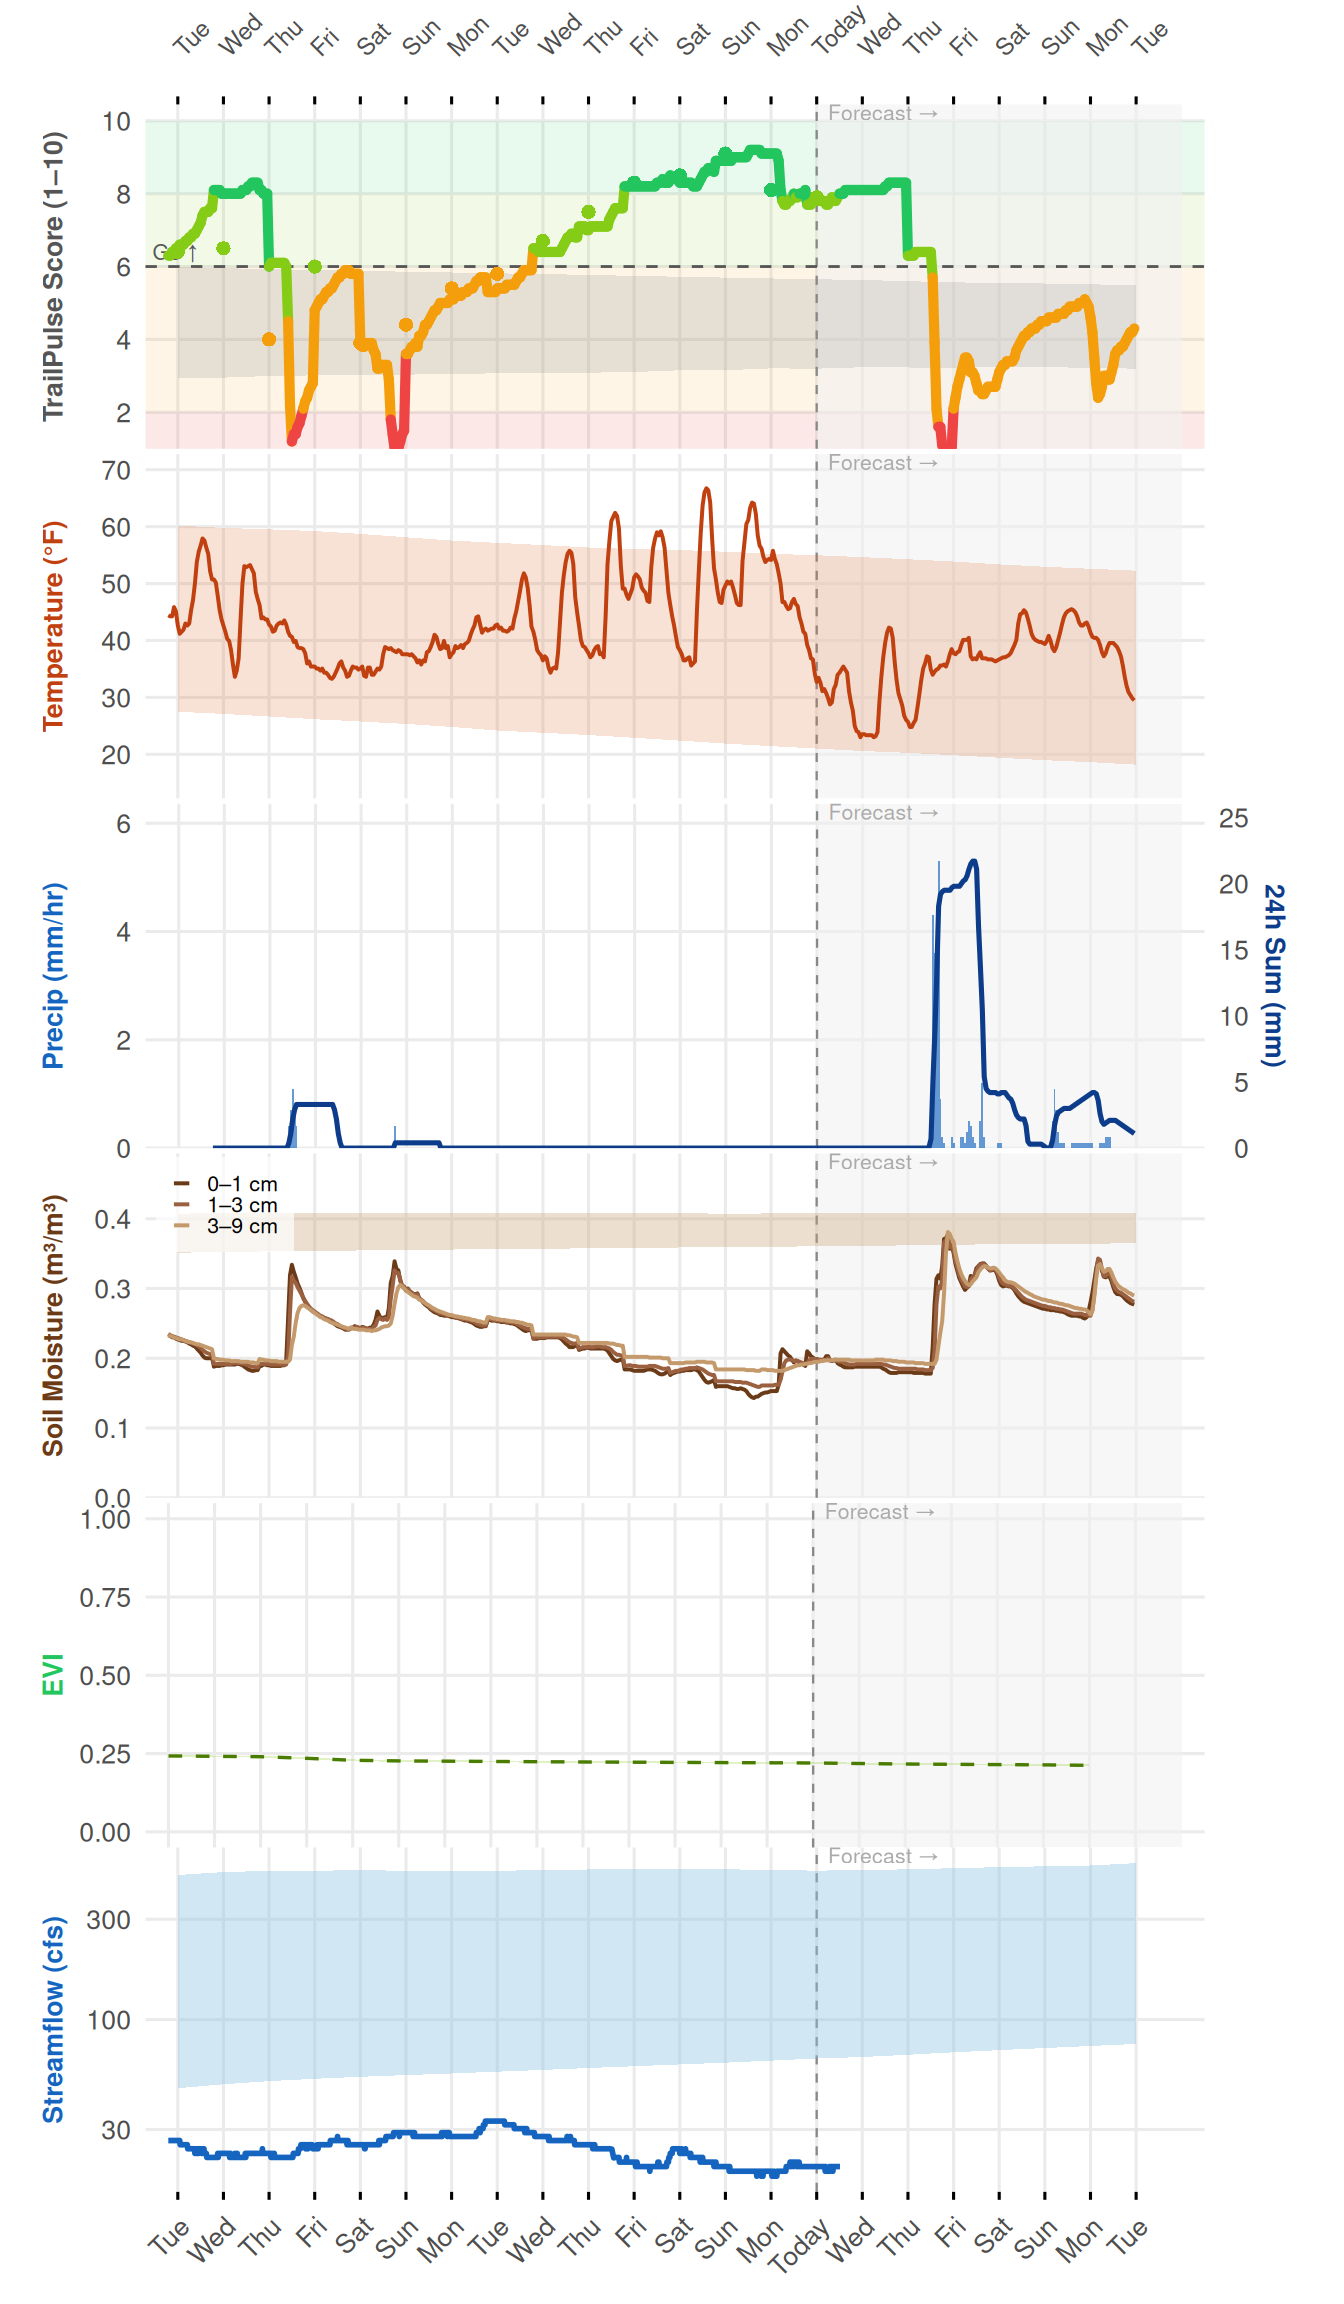 Tue Wed Thu Fri Sat Sun Mon Tue Wed Thu Fri Sat Sun Mon Today Wed Thu Fri Sat Sun Mon Tue
TrailPulse Score (1–10)
10
8
6
4
2
Forecast →
↑
Temperature (°F)
70
60
50
40
30
20
Forecast →
Precip (mm/hr)
6
4
2
0
Forecast →
25
20
15
10
5
0
24h Sum (mm)
Soil Moisture (m³/m³)
0.4
0.3
0.2
0.1
0.0
0–1 cm
1–3 cm
3–9 cm
Forecast →
EVI
1.00
0.75
0.50
0.25
0.00
Forecast →
Streamflow (cfs)
300
100
30
Forecast →
Tue Wed Thu Fri Sat Sun Mon Tue Wed Thu Fri Sat Sun Mon Today Wed Thu Fri Sat Sun Mon Tue